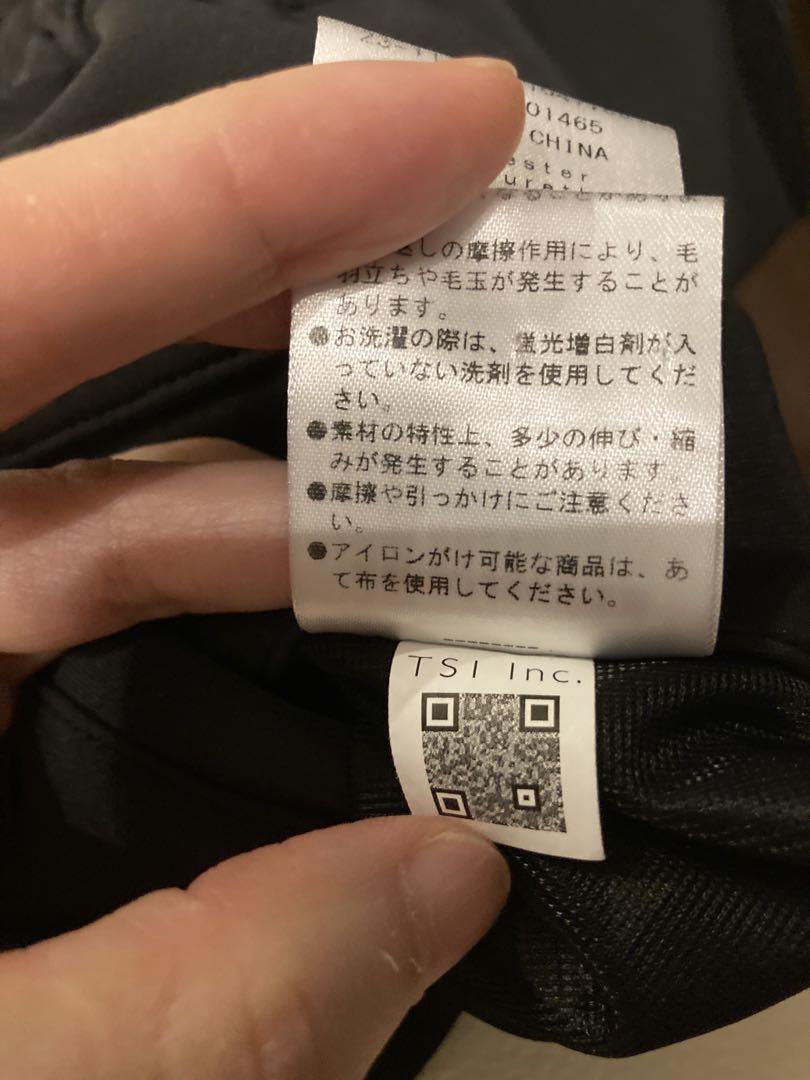 01465
CHINA
しの摩擦作用により、毛
羽立ちや毛玉が発生することが
あります。
●お洗濯の際は、蛍光増白剤が入
っていない洗剤を使用してくだ
さい。
●素材の特性上、多少の伸び・縮
みが発生することがあります
●摩擦や引っかけにご注意くださ
い。
●アイロンがけ可能な商品は、あ
て布を使用してください。
TSI Inc.